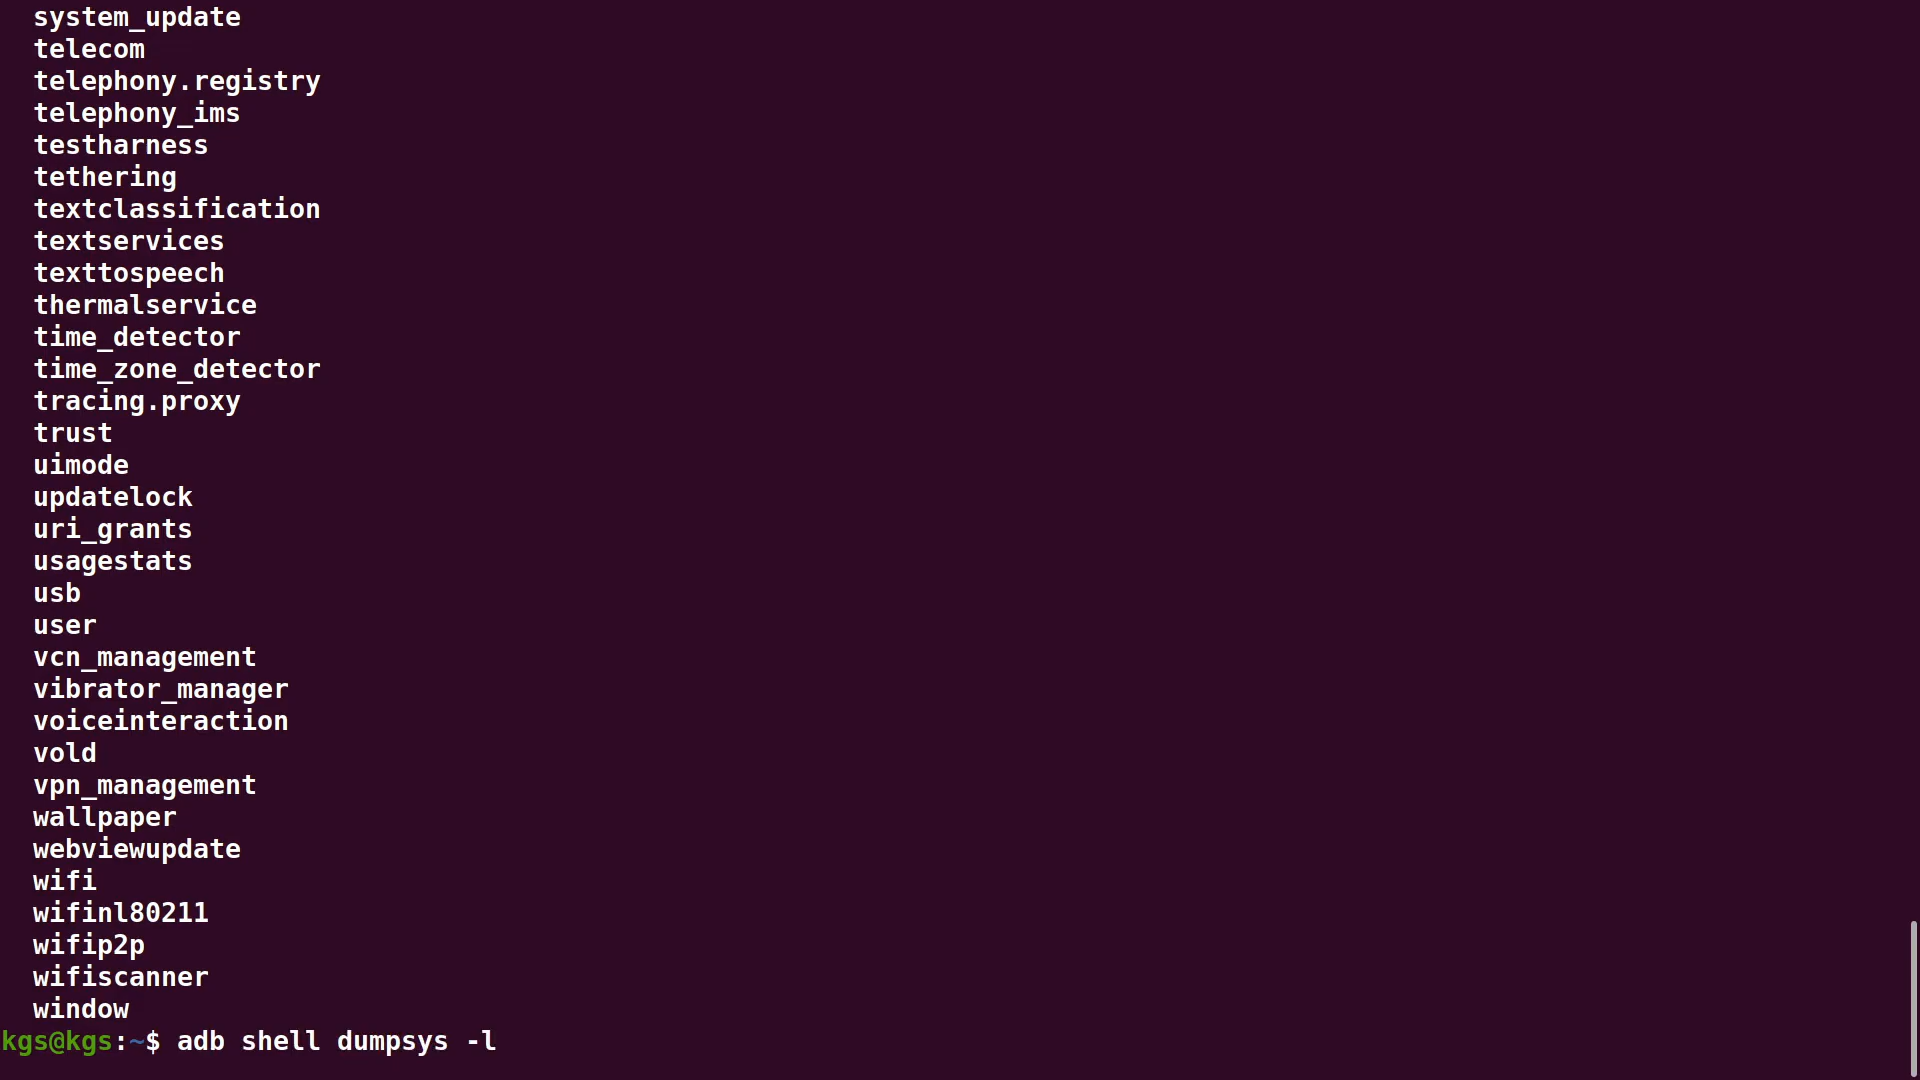 system_update
telecom
telephony.registry
telephony_ims
testharness
tethering
textclassification
textservices
texttospeech
thermalservice
time_detector
time_zone_detector
tracing.proxy
trust
uimode
updatelock
uri_grants
usagestats
usb
user
vcn_management
vibrator_manager
voiceinteraction
vold
vpn_management
wallpaper
webviewupdate
wifi
wifinl80211
wifip2p
wifiscanner
window
kgs@kgs:~$ adb shell dumpsys -l